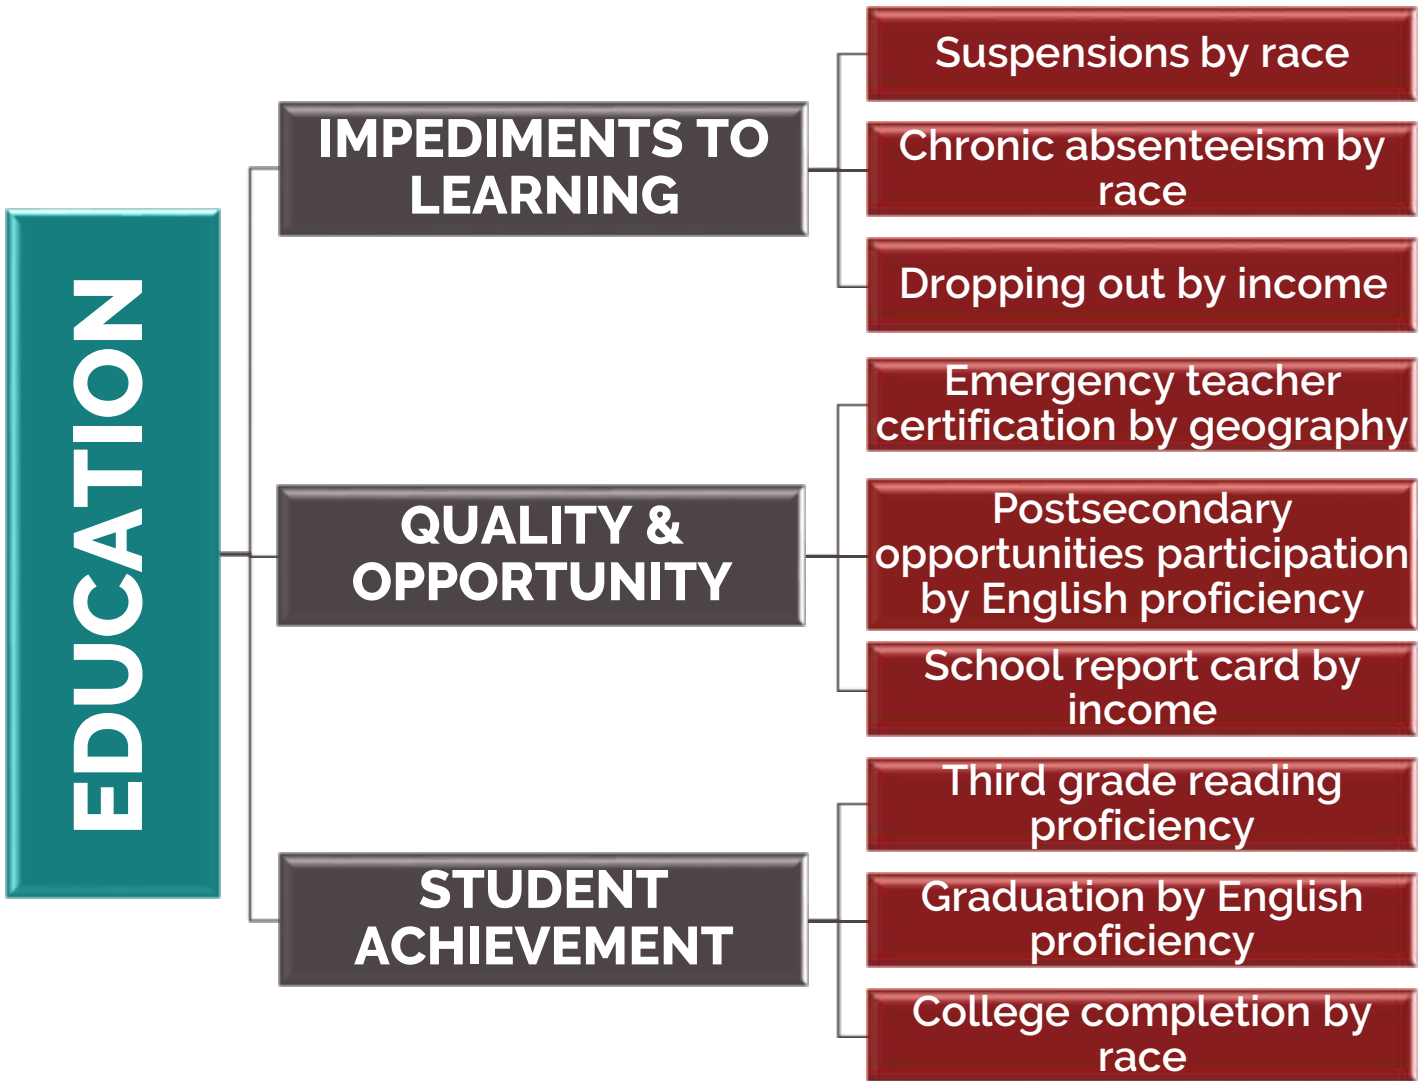 EDUCATION
IMPEDIMENTS TO
LEARNING
Suspensions by race
Chronic absenteeism by
race
Dropping out by income
QUALITY &
OPPORTUNITY
Emergency teacher
certification by geography
Postsecondary
opportunities participation
by English proficiency
School report card by
income
STUDENT
ACHIEVEMENT
Third grade reading
proficiency
Graduation by English
proficiency
College completion by
race